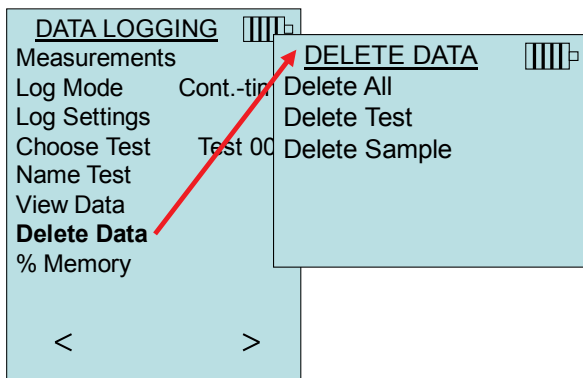 DATA LOGGING
Measurements
Log Mode Cont.-tim
Log Settings
Choose Test Test 00
Name Test
View Data
Delete Data
% Memory
< >
DELETE DATA
Delete All
Delete Test
Delete Sample